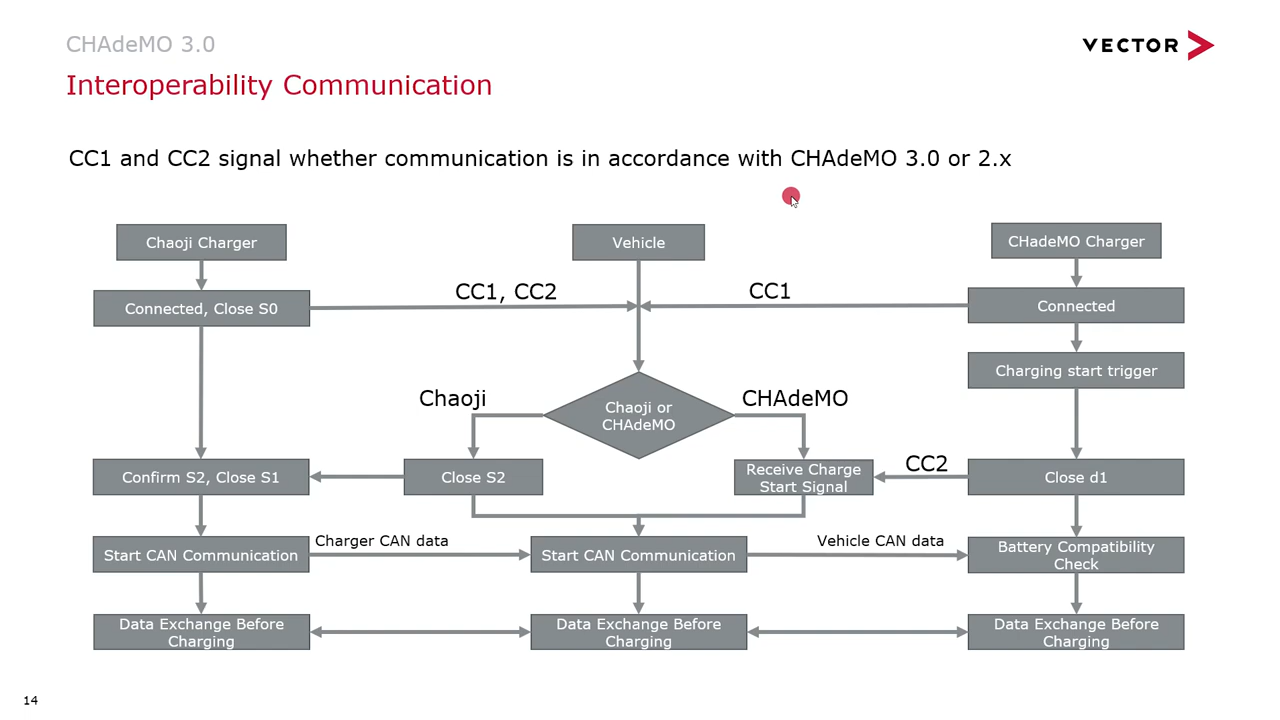 CHAdeMO 3.0
VECTOR
Interoperability Communication
CC1 and CC2 signal whether communication is in accordance with CHAdeMO 3.0 or 2.x
Chaoji Charger
Vehicle
CHadeMO Charger
Connected, Close S0
CC1, CC2
CC1
Connected
Charging start trigger
Chaoji
Chaoji or
CHAdeMO
CHAdeMO
Confirm S2, Close S1
Close S2
Receive Charge
Start Signal
CC2
Close d1
Start CAN Communication
Charger CAN data
Start CAN Communication
Vehicle CAN data
Battery Compatibility
Check
Data Exchange Before
Charging
Data Exchange Before
Charging
Data Exchange Before
Charging
14